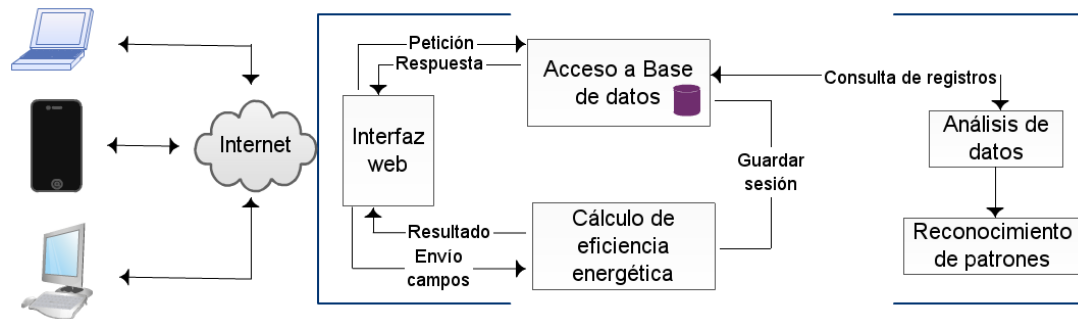 Internet
Interfaz
web
Petición
Respuesta
Acceso a Base
de datos
Consulta de registros
Análisis de
datos
Guardar
sesión
Resultado
Envío
campos
Cálculo de
eficiencia
energética
Reconocimiento
de patrones